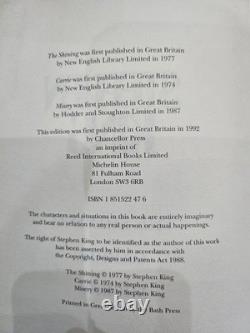 The Shining was first published in Great Britain
by New English Library Limited in 1977
Carrie was first published in Great Britain
by New English Library Limited in 1974
Misery was first published in Great Britain
by Hodder and Stoughton Limited in 1987
This edition was first published in Great Britain in 1992
by Chancellor Press
an imprint of
Reed International Books Limited
Michelin House
81 Fulham Road
London SW3 6RB
ISBN 1 851522 47 6
The characters and situations in this book are entirely imaginary
and bear no relation to any real person or actual happenings.
The right of Stephen King to be identified as the author of this work
has been asserted by him in accordance with
the Copyright, Designs and Patents Act 1988.
The Shining © 1977 by Stephen King
Carrie © 1974 by Stephen King
Misery © 1987 by Stephen King
Printed in Great Bath Press
usdcally.com